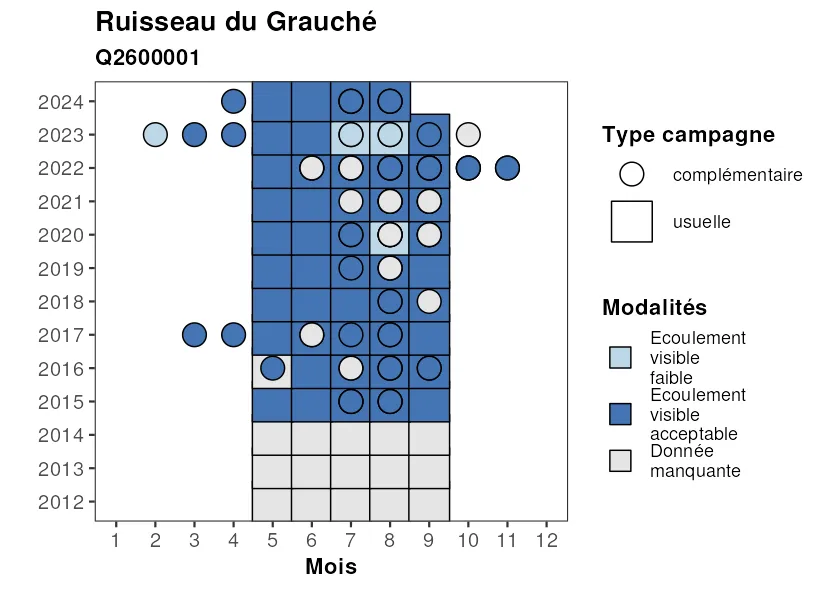 Ruisseau du Grauché
Q2600001
2024
2023
2022
2021
2020
2019
2018
2017
2016
2015
2014
2013
2012
1 2 3 4 5 6 7 8 9 10 11 12
Mois
Type campagne
complémentaire
usuelle
Modalités
Ecoulement
visible
faible
Ecoulement
visible
acceptable
Donnée
manquante